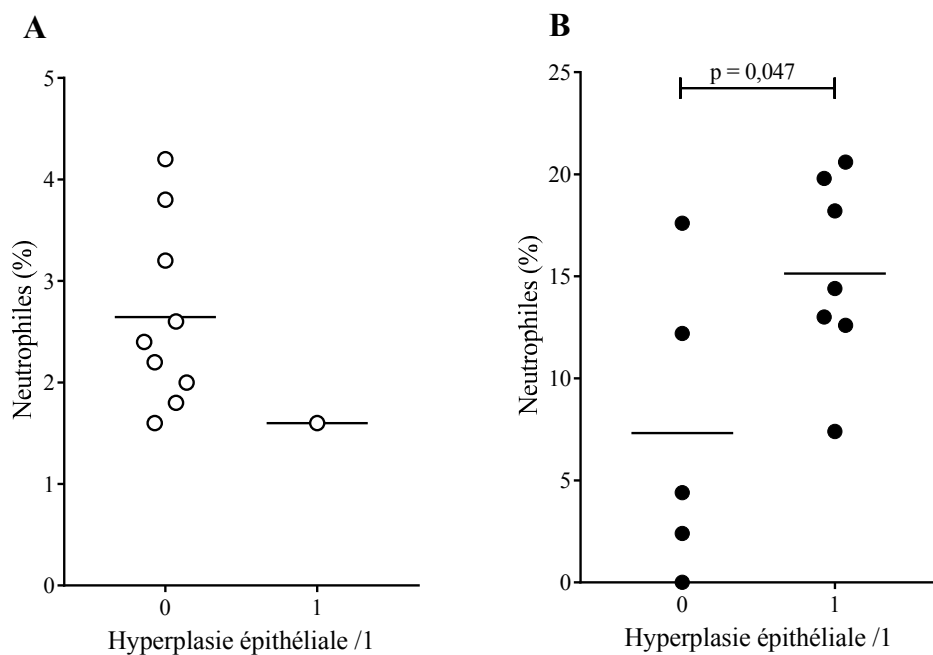 A
Neutrophiles (%)
5
4
3
2
1
0
0 1
Hyperplasie épithéliale /1
B
p = 0,047
Neutrophiles (%)
25
20
15
10
5
0
0 1
Hyperplasie épithéliale /1